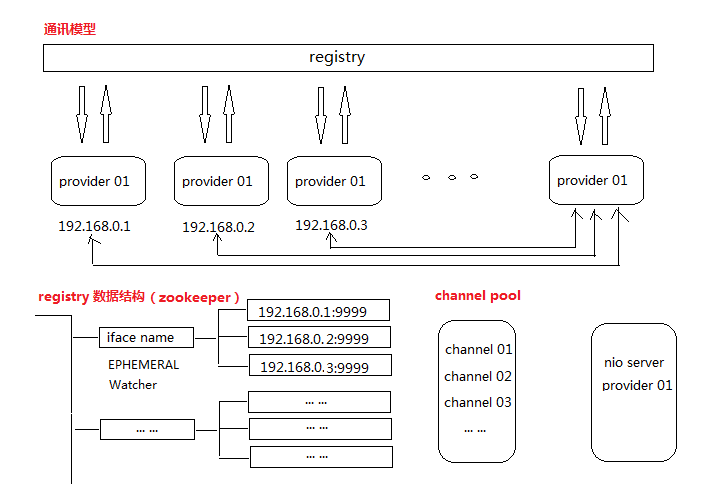 通讯模型
registry
provider 01
provider 01
provider 01
provider 01
192.168.0.1
192.168.0.2
192.168.0.3
registry 数据结构（zookeeper）
iface name
EPHEMERAL
Watcher
192.168.0.1:9999
192.168.0.2:9999
192.168.0.3:9999
... ...
... ...
... ...
... ...
channel pool
channel 01
channel 02
channel 03
... ...
nio server
provider 01